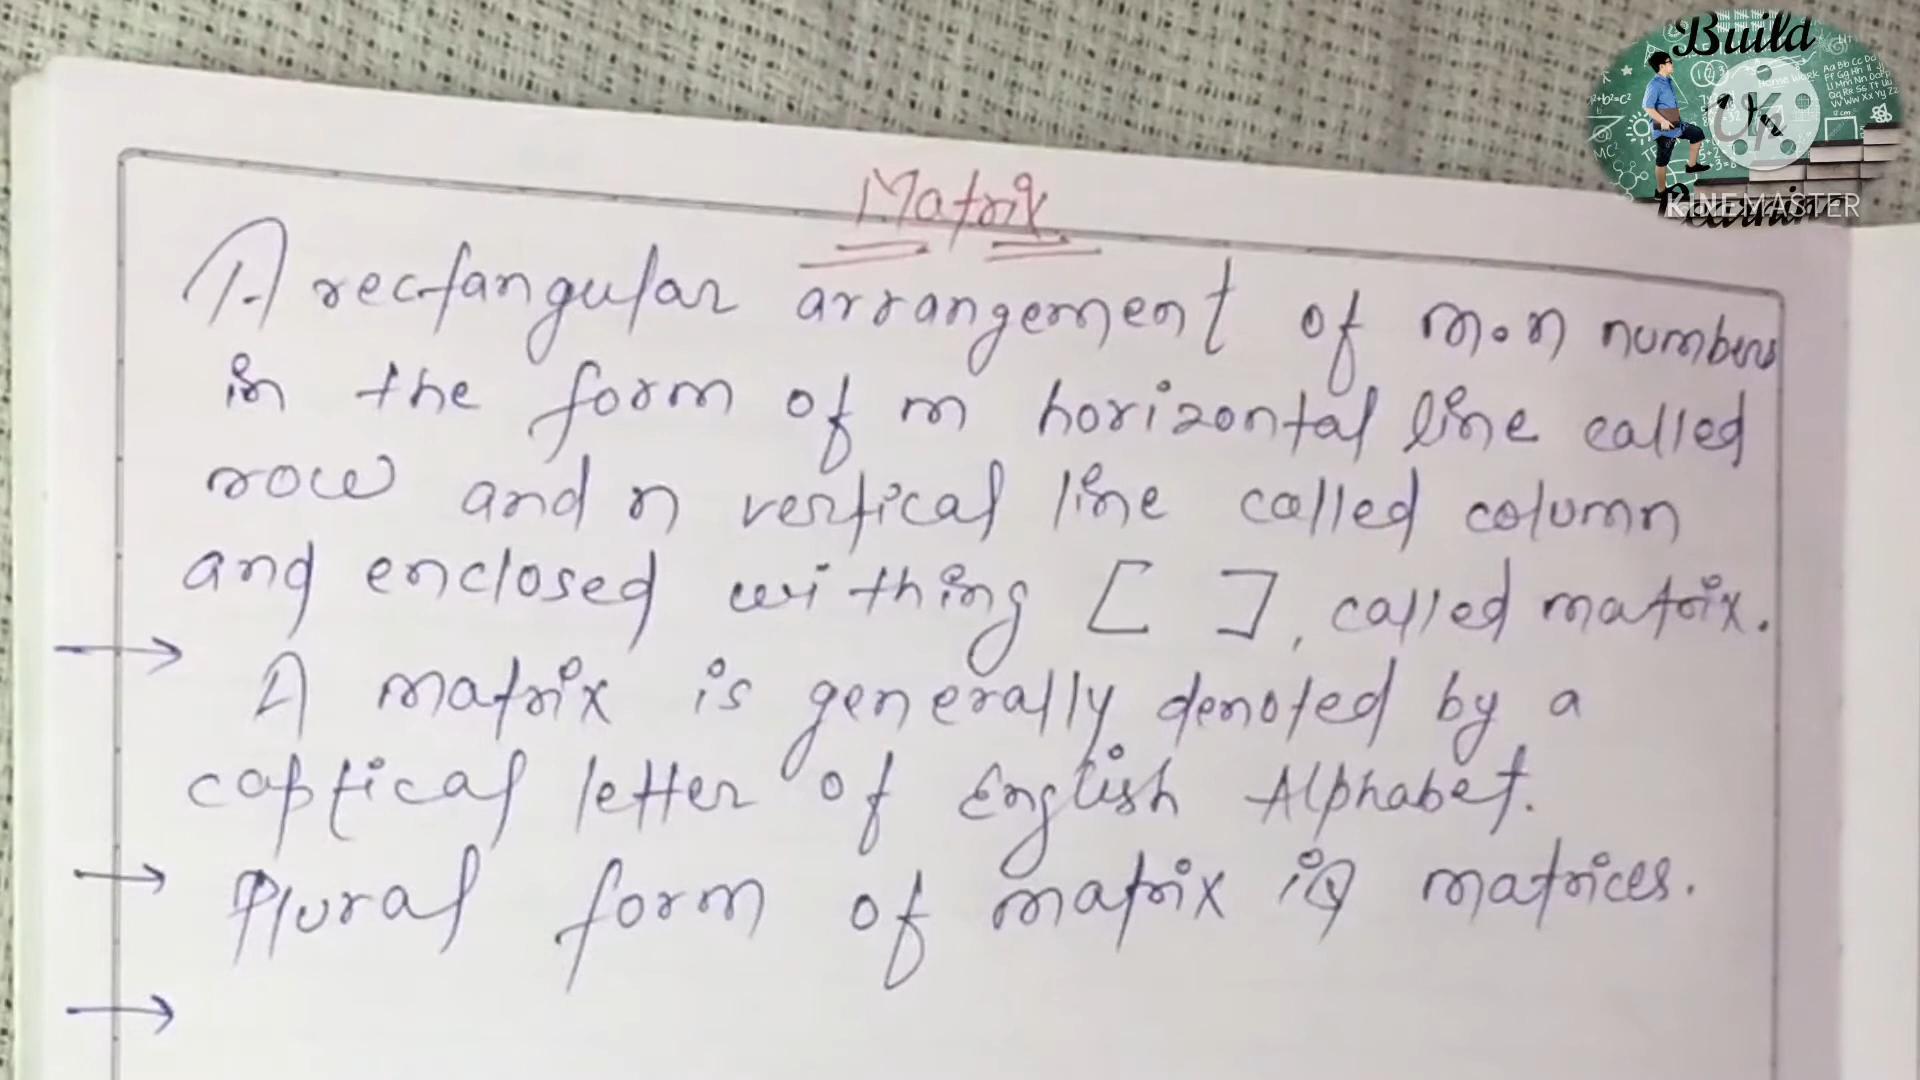 Build
KINEMASTER
Matrix
A rectangular arrangement of m.n numbers
in the form of m horizontal line called
row and n vertical line called column
and enclosed withing [ ], called matrix.
→ A matrix is generally denoted by a
captical letter of English Alphabet.
→ Plural form of matrix is matrices.
→